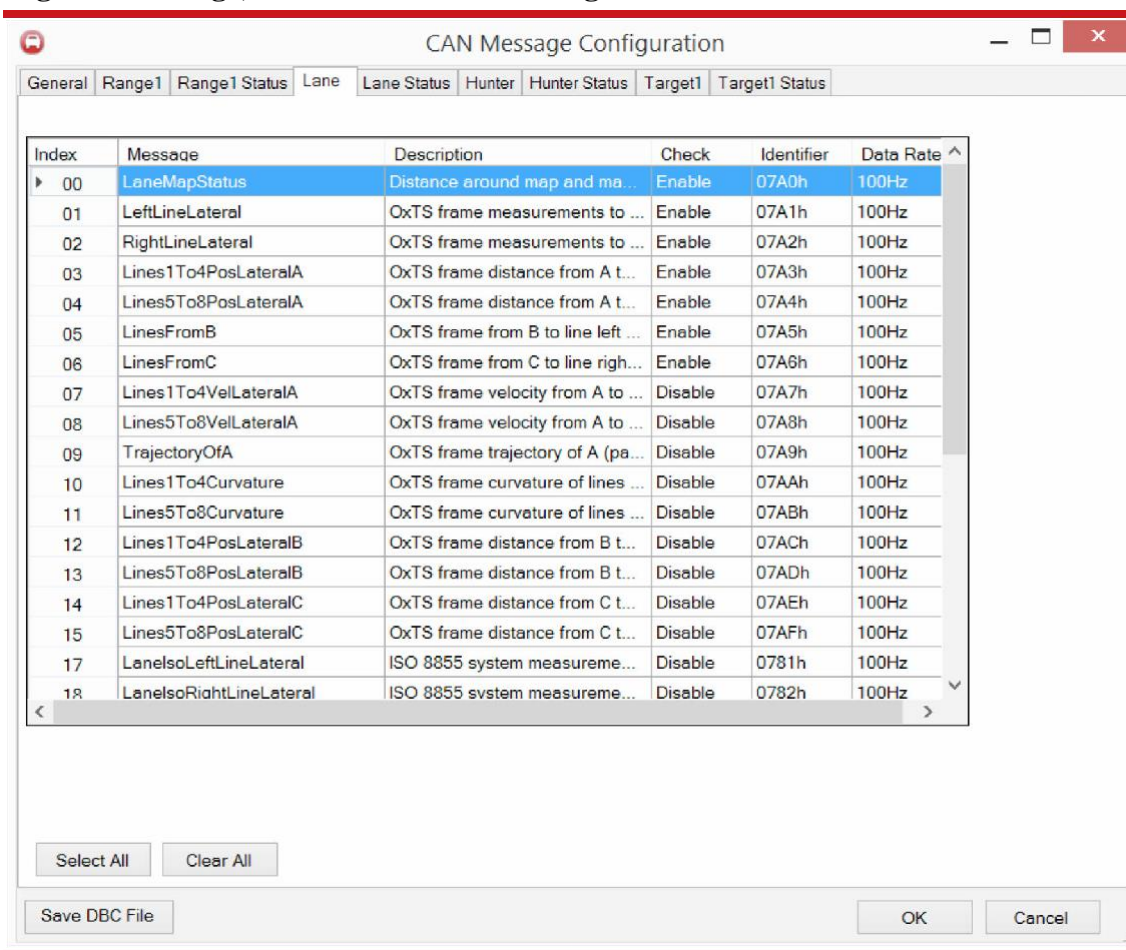 CAN Message Configuration
General Range1 Range1 Status Lane Lane Status Hunter Hunter Status Target1 Target1 Status
Index Message Description Check Identifier Data Rate
00 LaneMapStatus Distance around map and ma... Enable 07A0h 100Hz
01 LeftLineLateral OxTS frame measurements to ... Enable 07A1h 100Hz
02 RightLineLateral OxTS frame measurements to ... Enable 07A2h 100Hz
03 Lines1To4PosLateralA OxTS frame distance from A t... Enable 07A3h 100Hz
04 Lines5To8PosLateralA OxTS frame distance from A t... Enable 07A4h 100Hz
05 LinesFromB OxTS frame from B to line left ... Enable 07A5h 100Hz
06 LinesFromC OxTS frame from C to line righ... Enable 07A6h 100Hz
07 Lines1To4VelLateralA OxTS frame velocity from A to ... Disable 07A7h 100Hz
08 Lines5To8VelLateralA OxTS frame velocity from A to ... Disable 07A8h 100Hz
09 TrajectoryOfA OxTS frame trajectory of A (pa... Disable 07A9h 100Hz
10 Lines1To4Curvature OxTS frame curvature of lines ... Disable 07AAh 100Hz
11 Lines5To8Curvature OxTS frame curvature of lines ... Disable 07ABh 100Hz
12 Lines1To4PosLateralB OxTS frame distance from B t... Disable 07ACh 100Hz
13 Lines5To8PosLateralB OxTS frame distance from B t... Disable 07ADh 100Hz
14 Lines1To4PosLateralC OxTS frame distance from C t... Disable 07AEh 100Hz
15 Lines5To8PosLateralC OxTS frame distance from C t... Disable 07AFh 100Hz
17 LaneIsoLeftLineLateral ISO 8855 system measureme... Disable 0781h 100Hz
18 LaneIsoRightLineLateral ISO 8855 system measureme... Disable 0782h 100Hz
Select All Clear All
Save DBC File OK Cancel